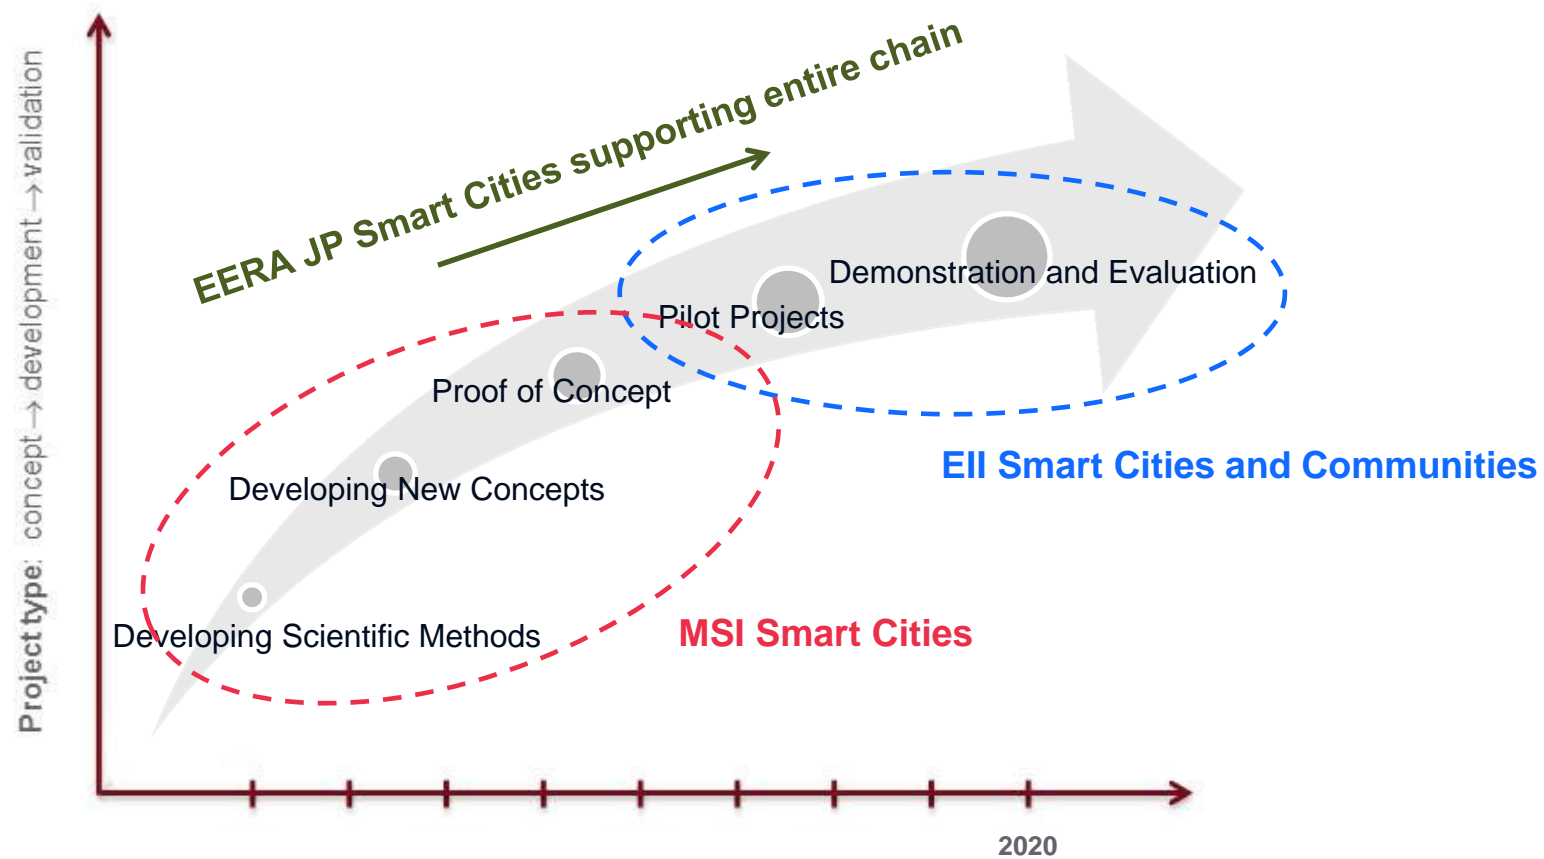 Project type: concept → development → validation
EERA JP Smart Cities supporting entire chain
Demonstration and Evaluation
Pilot Projects
Proof of Concept
EII Smart Cities and Communities
Developing New Concepts
Developing Scientific Methods
MSI Smart Cities
2020